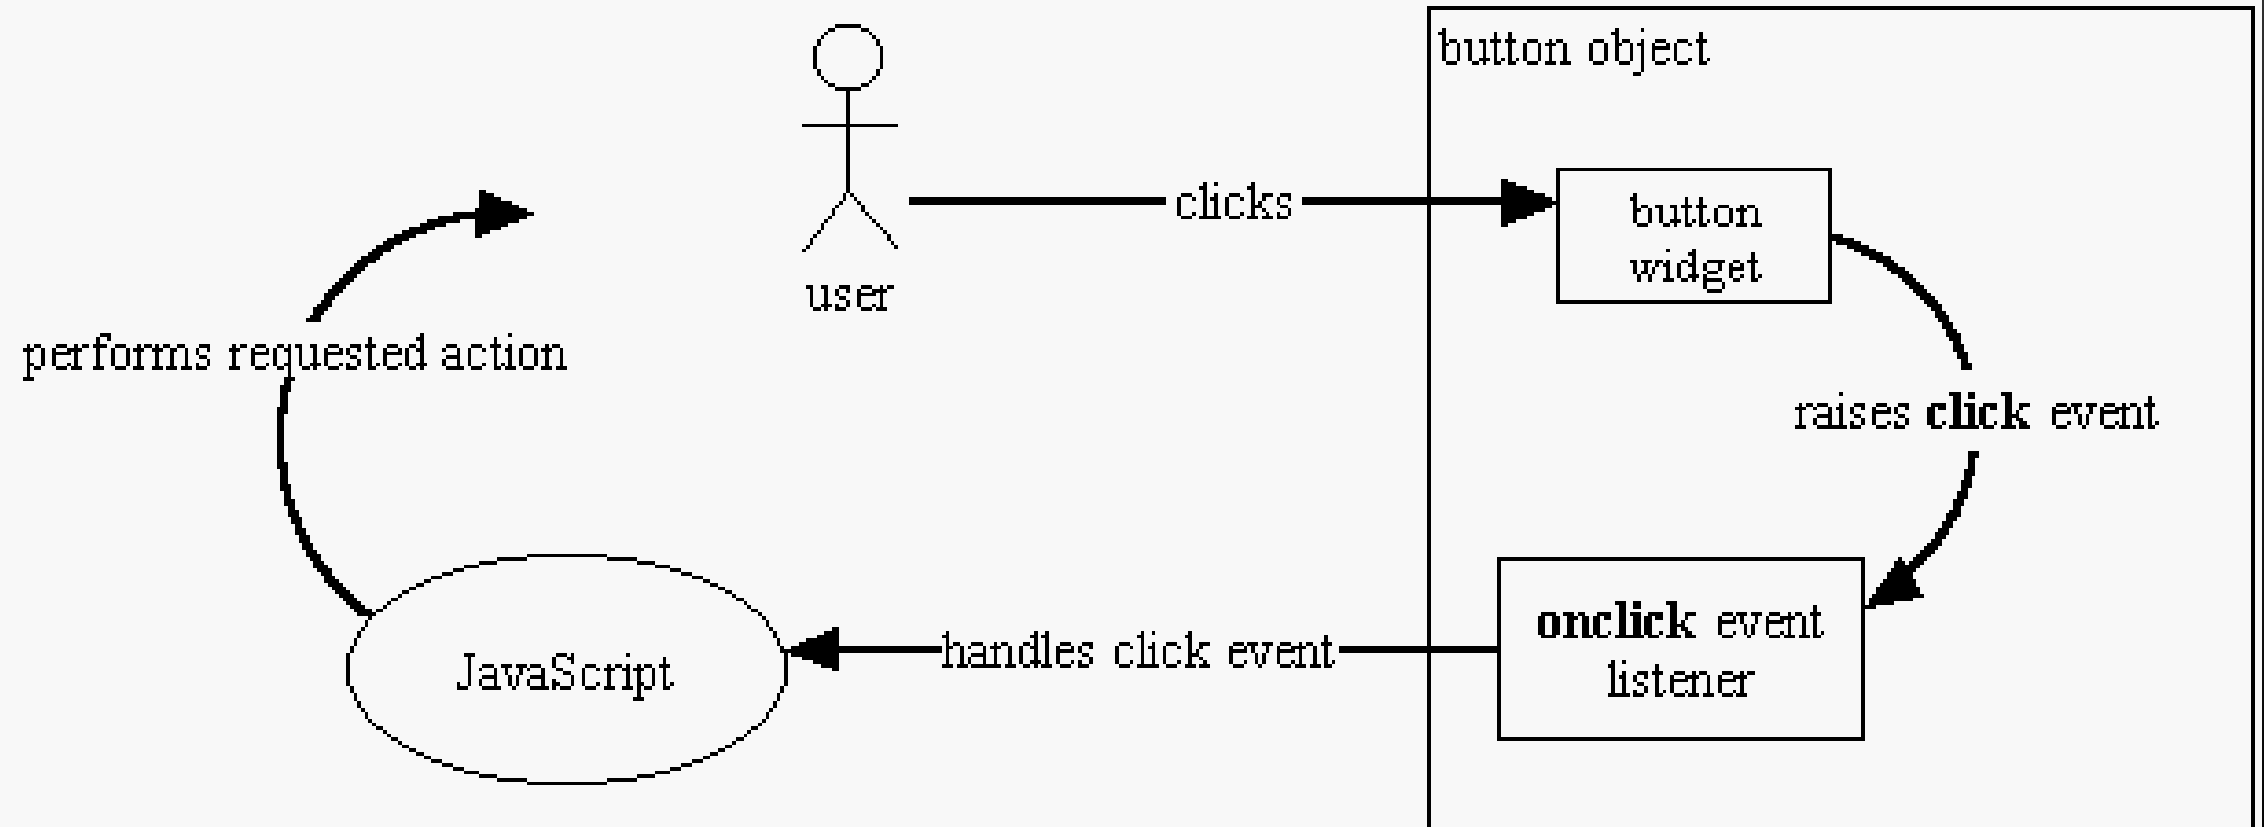 button object
clicks
button
widget
user
performs requested action
raises click event
onclick event
listener
handles click event
JavaScript